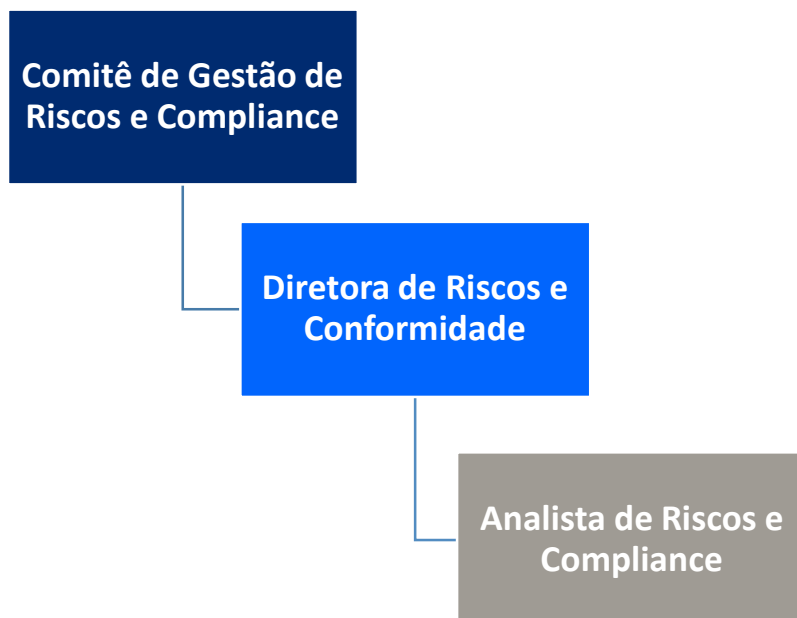 Comitê de Gestão de
Riscos e Compliance
Diretora de Riscos e
Conformidade
Analista de Riscos e
Compliance